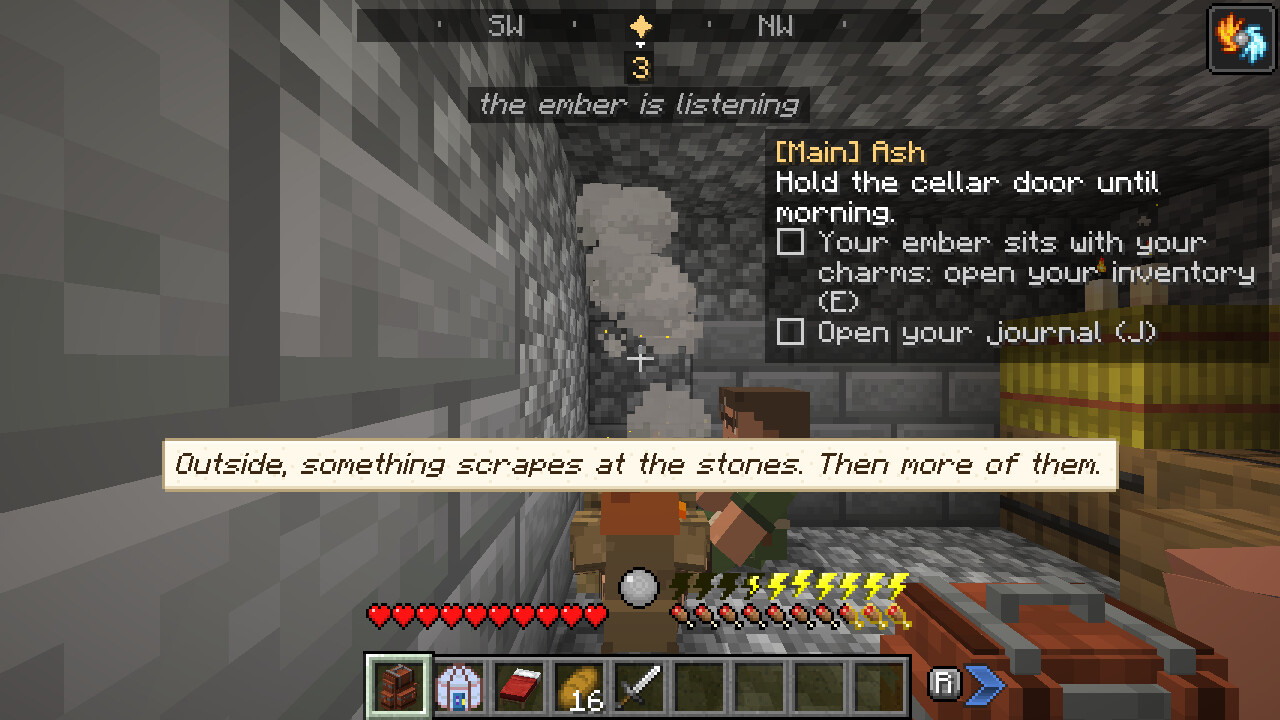 SW
NW
3
the ember is listening
[Main] Ash
Hold the cellar door until
morning.
Your ember sits with your
charms: open your inventory
(E)
Open your journal (J)
Outside, something scrapes at the stones. Then more of them.
16
R